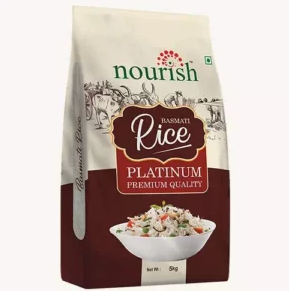 nourish
BASMATI
Rice
PLATINUM
PREMIUM QUALITY
Basmati Rice
Net Wt.: 5kg